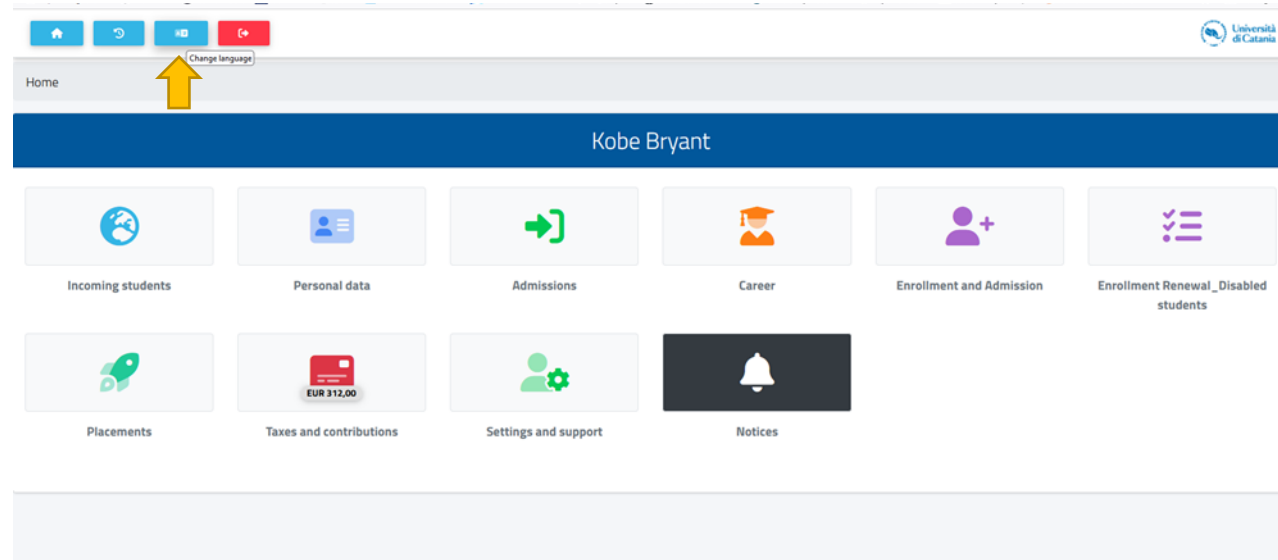 Università
di Catania
Change language
Home
Kobe Bryant
Incoming students
Personal data
Admissions
Career
Enrollment and Admission
Enrollment Renewal_Disabled
students
EUR 312,00
Placements
Taxes and contributions
Settings and support
Notices